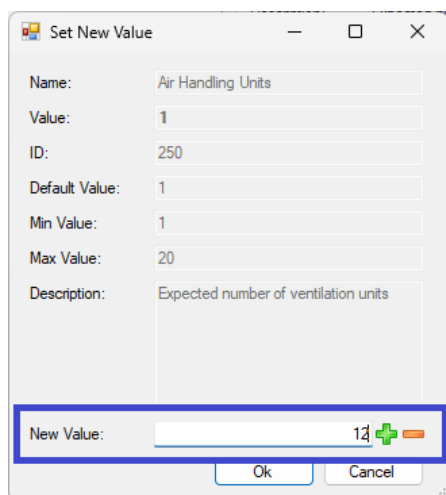 Set New Value
Name: Air Handling Units
Value: 1
ID: 250
Default Value: 1
Min Value: 1
Max Value: 20
Description: Expected number of ventilation units
New Value: 12
Ok Cancel